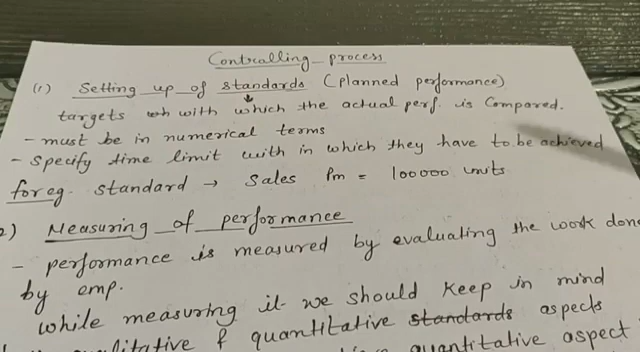 Controlling process
(1) Setting up of standards (Planned performance)
targets with which the actual perf. is Compared.
- must be in numerical terms
- Specify time limit with in which they have to be achieved
for eg. standard → Sales Pm = 100000 units
2) Measuring of performance
- performance is measured by evaluating the work done
by emp.
while measuring it we should keep in mind
quantitative standards aspects
quantitative aspect